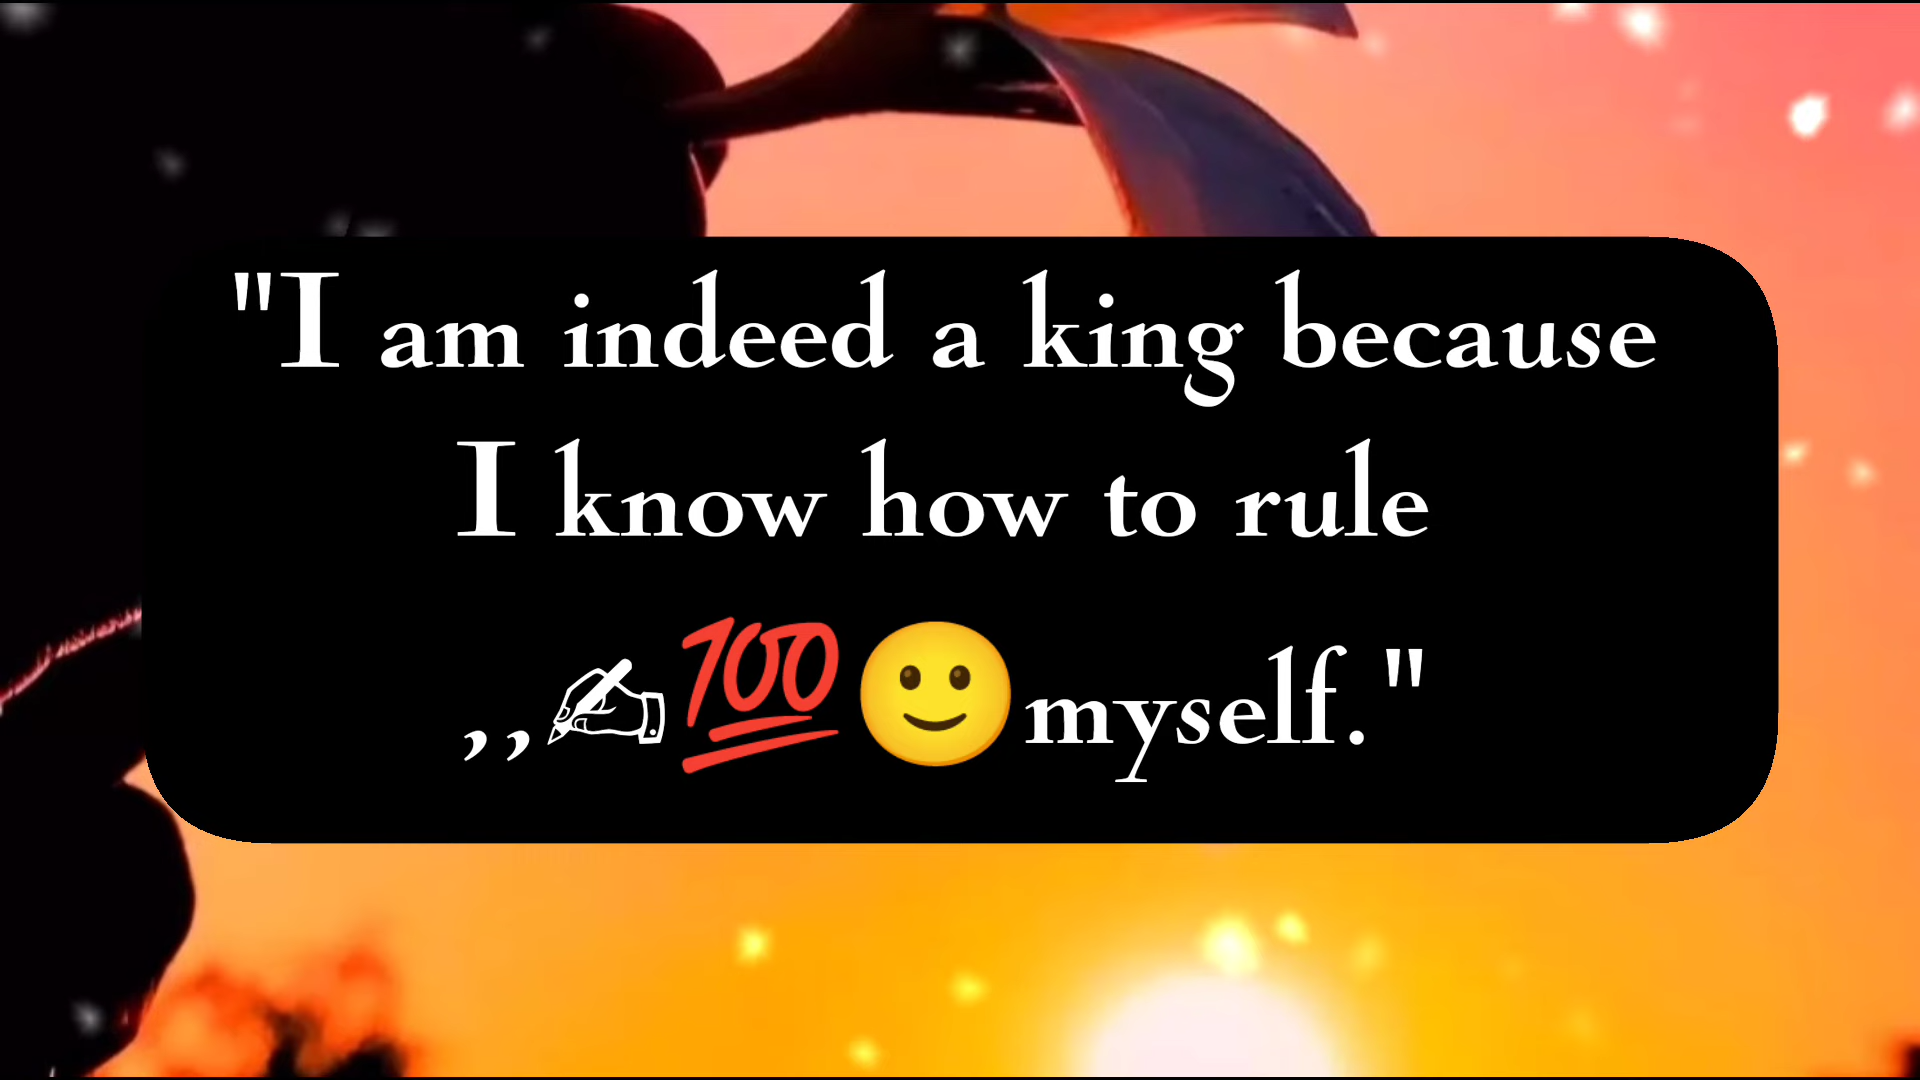 "I am indeed a king because
I know how to rule
,,✍💯🙂myself."